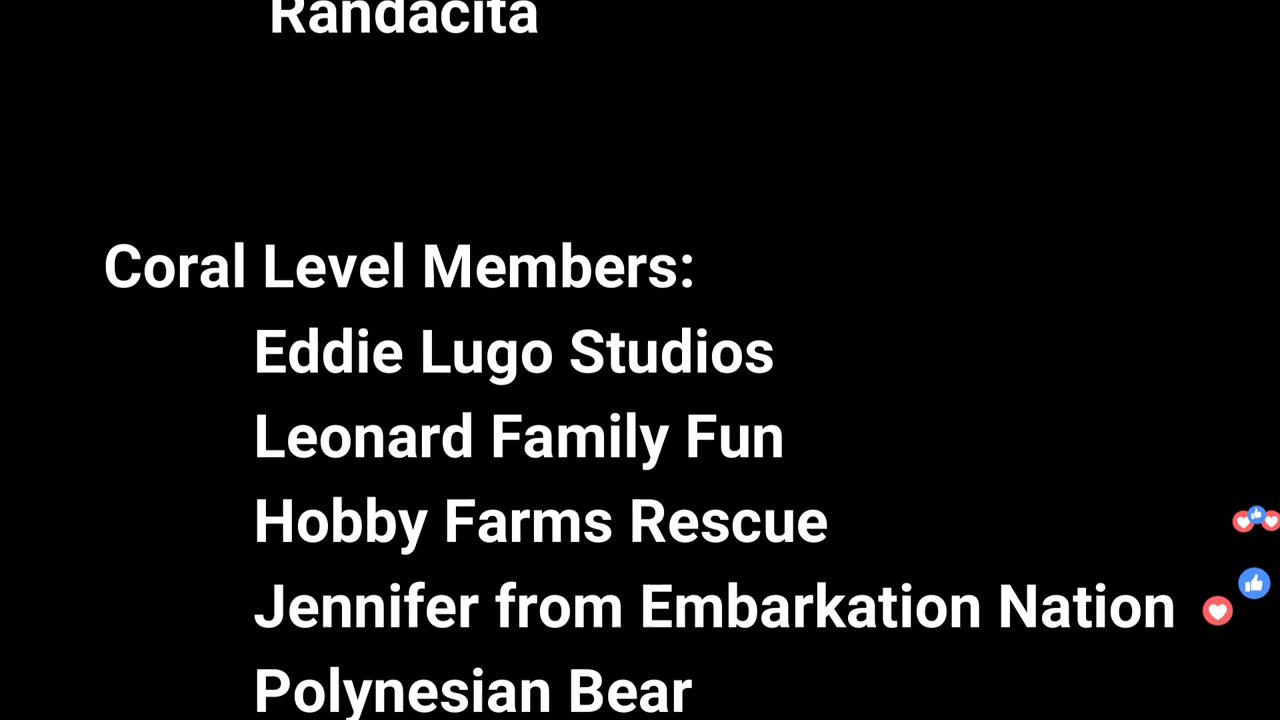 Randacita
Coral Level Members:
Eddie Lugo Studios
Leonard Family Fun
Hobby Farms Rescue
Jennifer from Embarkation Nation
Polynesian Bear